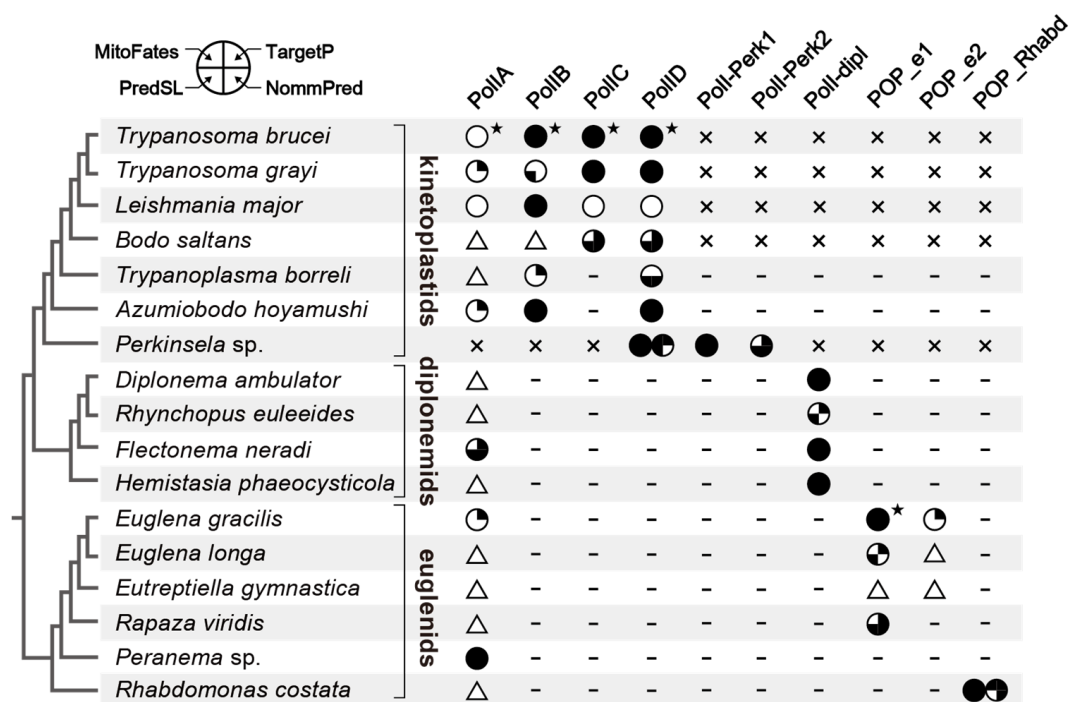 MitoFates TargetP
PredSL NommPred
PolIA PolIB PolIC PolID PolI-Perk1 PolI-Perk2 PolI-dipl POP_e1 POP_e2 POP_Rhabd
Trypanosoma brucei ★ ★ ★ ★ × × × × × ×
Trypanosoma grayi × × × × × ×
Leishmania major × × × × × ×
Bodo saltans × × × × × ×
Trypanoplasma borreli - - - - - - -
Azumiobodo hoyamushi - - - - - - -
Perkinsela sp. × × × × × × ×
kinetoplastids
Diplonema ambulator - - - - - - - -
Rhynchopus euleeides - - - - - - - -
Flectonema neradi - - - - - - - -
Hemistasia phaeocysticola - - - - - - - -
diplonemids
Euglena gracilis - - - - - - ★ -
Euglena longa - - - - - - -
Eutreptiella gymnastica - - - - - - -
Rapaza viridis - - - - - - - -
Peranema sp. - - - - - - - - -
Rhabdomonas costata - - - - - - - -
euglenids